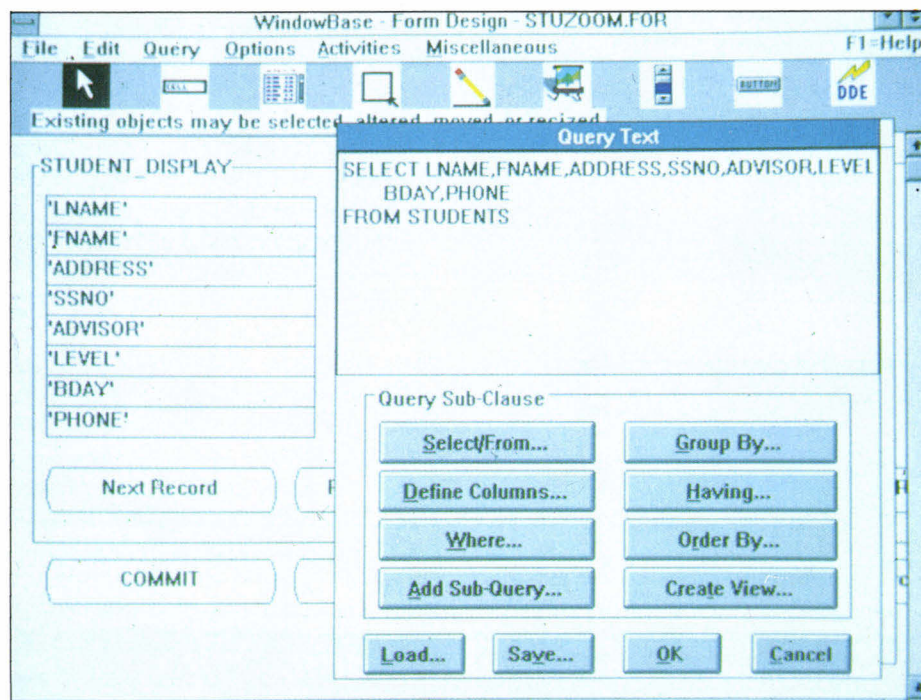 WindowBase - Form Design - STUZOOM.FOR
File Edit Query Options Activities Miscellaneous F1=Help
CELL BUTTON DDE
Existing objects may be selected, altered, moved or resized
Query Text
STUDENT_DISPLAY
'LNAME'
'FNAME'
'ADDRESS'
'SSNO'
'ADVISOR'
'LEVEL'
'BDAY'
'PHONE'
SELECT LNAME,FNAME,ADDRESS,SSNO,ADVISOR,LEVEL
BDAY,PHONE
FROM STUDENTS
Query Sub-Clause
Select/From... Group By...
Define Columns... Having...
Where... Order By...
Add Sub-Query... Create View...
Next Record
COMMIT
Load... Save... OK Cancel